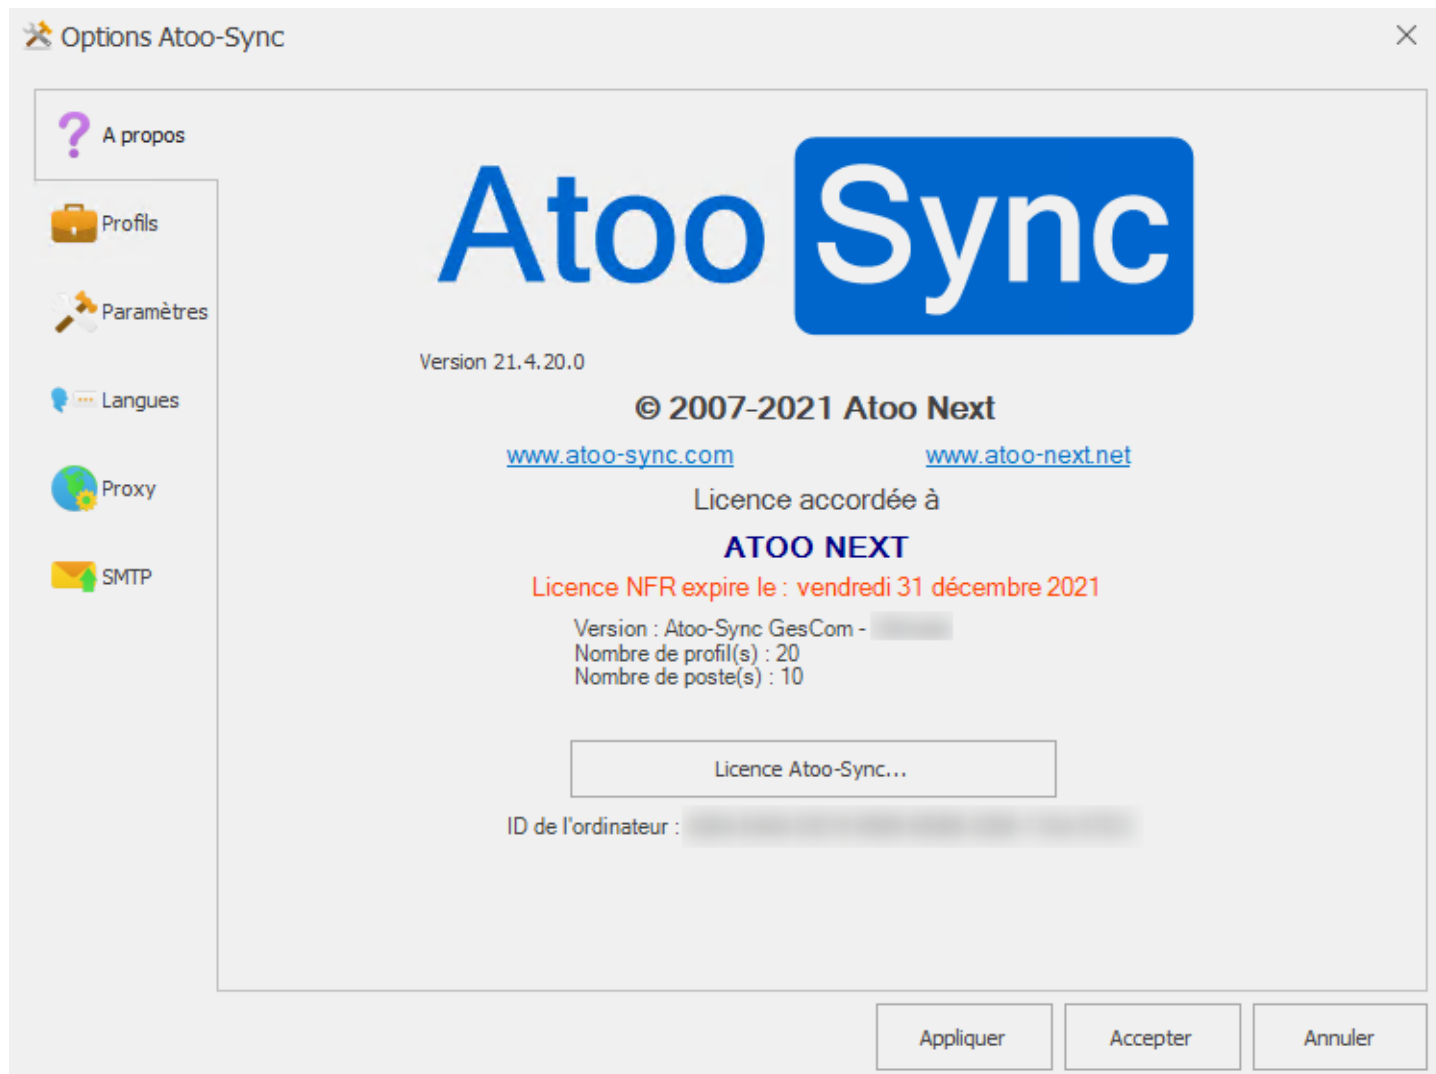 Options Atoo-Sync
A propos
Profils
Paramètres
Langues
Proxy
SMTP
Atoo Sync
Version 21.4.20.0
© 2007-2021 Atoo Next
www.atoo-sync.com www.atoo-next.net
Licence accordée à
ATOO NEXT
Licence NFR expire le : vendredi 31 décembre 2021
Version : Atoo-Sync GesCom -
Nombre de profil(s) : 20
Nombre de poste(s) : 10
Licence Atoo-Sync...
ID de l'ordinateur :
Appliquer Accepter Annuler